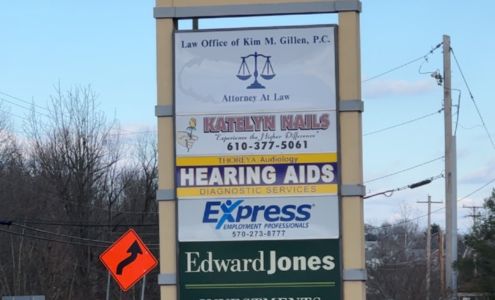 Law Office of Kim M. Gillen, P.C.
Attorney At Law
KATELYN NAILS
"Experience the Higher Difference"
610-377-5061
THOREYA Audiology
HEARING AIDS
DIAGNOSTIC SERVICES
Express
EMPLOYMENT PROFESSIONALS
570-273-8777
Edward Jones
INVESTMENTS